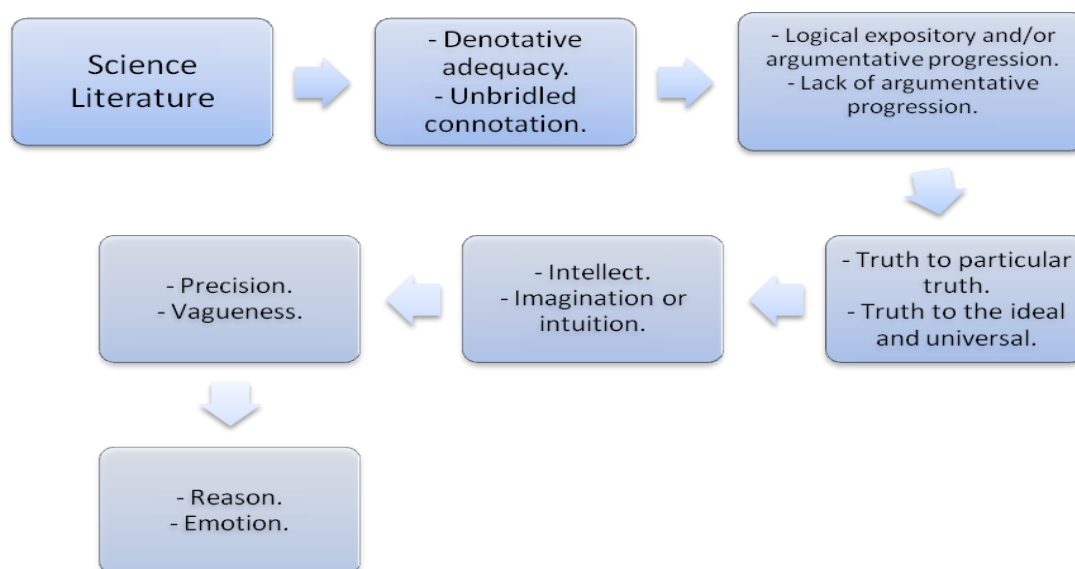 Science
Literature
- Denotative
adequacy.
- Unbridled
connotation.
- Logical expository and/or
argumentative progression.
- Lack of argumentative
progression.
- Truth to particular
truth.
- Truth to the ideal
and universal.
- Intellect.
- Imagination or
intuition.
- Precision.
- Vagueness.
- Reason.
- Emotion.